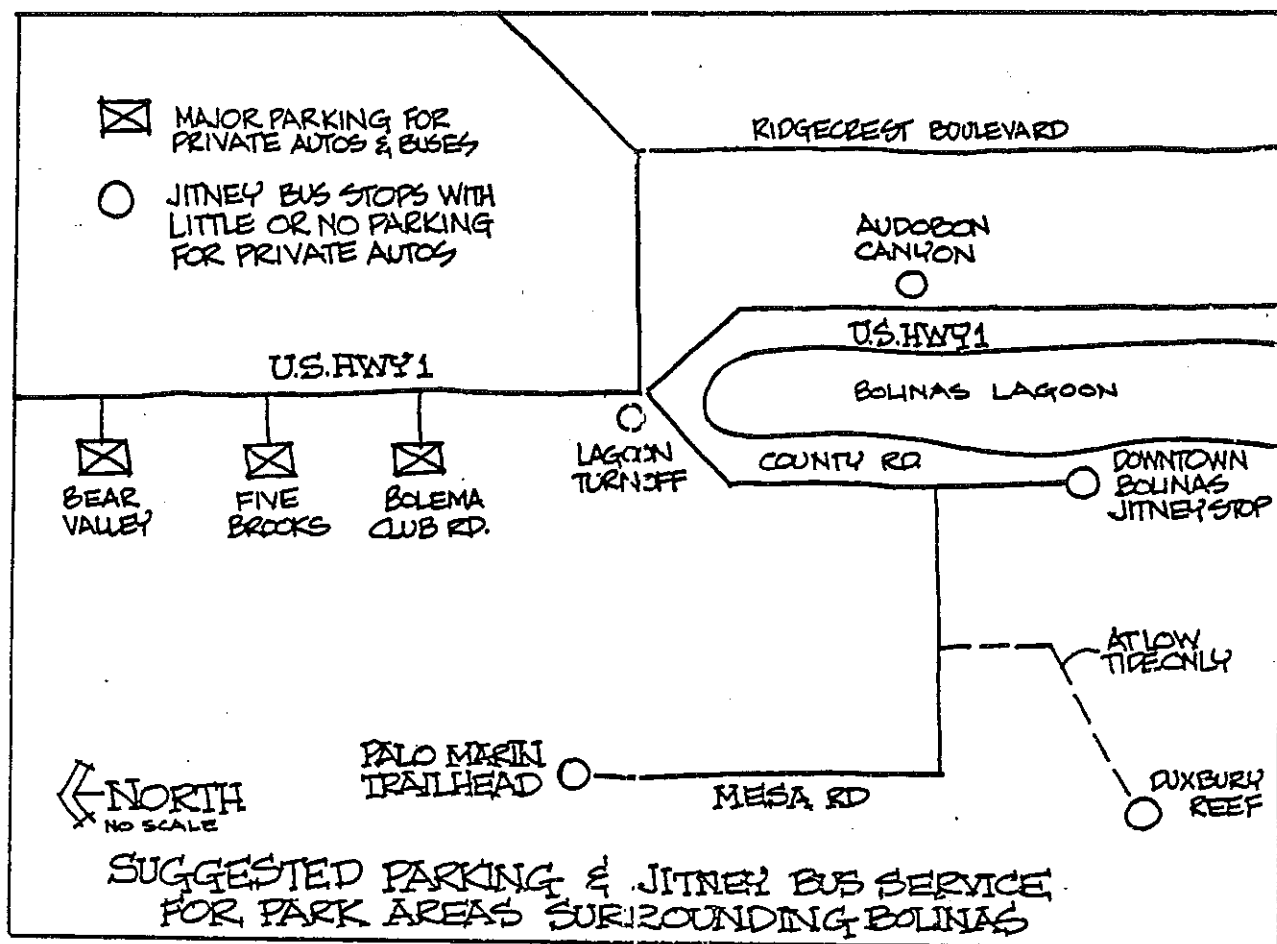 MAJOR PARKING FOR
PRIVATE AUTOS & BUSES
JITNEY BUS STOPS WITH
LITTLE OR NO PARKING
FOR PRIVATE AUTOS
RIDGECREST BOULEVARD
AUDOBON
CANYON
U.S. HWY 1
U.S. HWY 1
BOLINAS LAGOON
BEAR
VALLEY
FIVE
BROOKS
BOLEMA
CLUB RD.
LAGOON
TURNOFF
COUNTY RD.
DOWNTOWN
BOLINAS
JITNEY STOP
AT LOW
TIDE ONLY
PALO MARIN
TRAILHEAD
MESA RD
DUXBURY
REEF
NORTH
NO SCALE
SUGGESTED PARKING & JITNEY BUS SERVICE
FOR PARK AREAS SURROUNDING BOLINAS